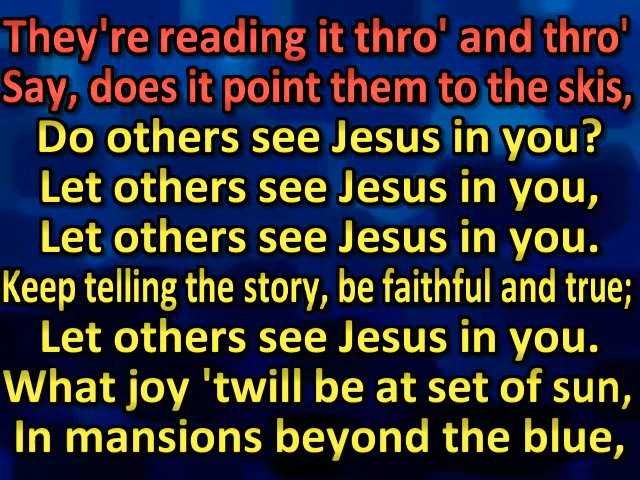 They're reading it thro' and thro'
Say, does it point them to the skis,
Do others see Jesus in you?
Let others see Jesus in you,
Let others see Jesus in you.
Keep telling the story, be faithful and true;
Let others see Jesus in you.
What joy 'twill be at set of sun,
In mansions beyond the blue,